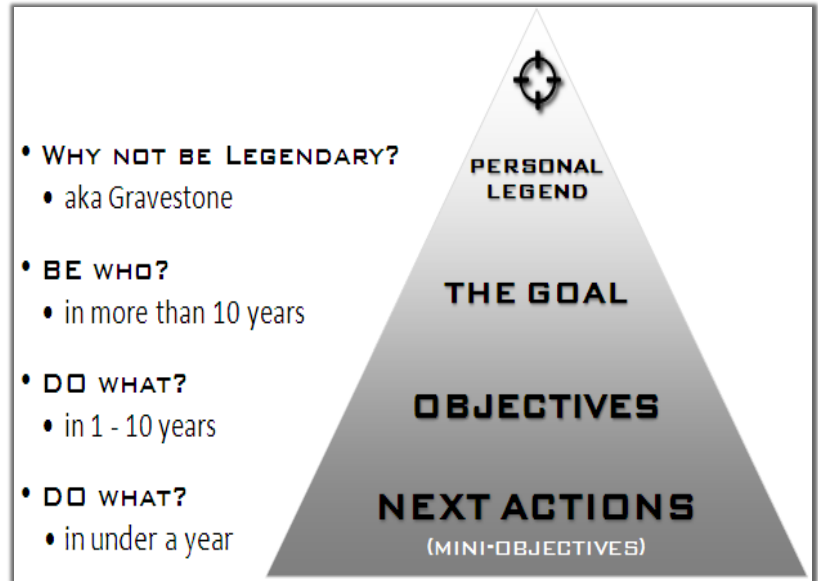 • WHY NOT BE LEGENDARY?
• aka Gravestone
• BE WHO?
• in more than 10 years
• DO WHAT?
• in 1 - 10 years
• DO WHAT?
• in under a year
PERSONAL
LEGEND
THE GOAL
OBJECTIVES
NEXT ACTIONS
(MINI-OBJECTIVES)